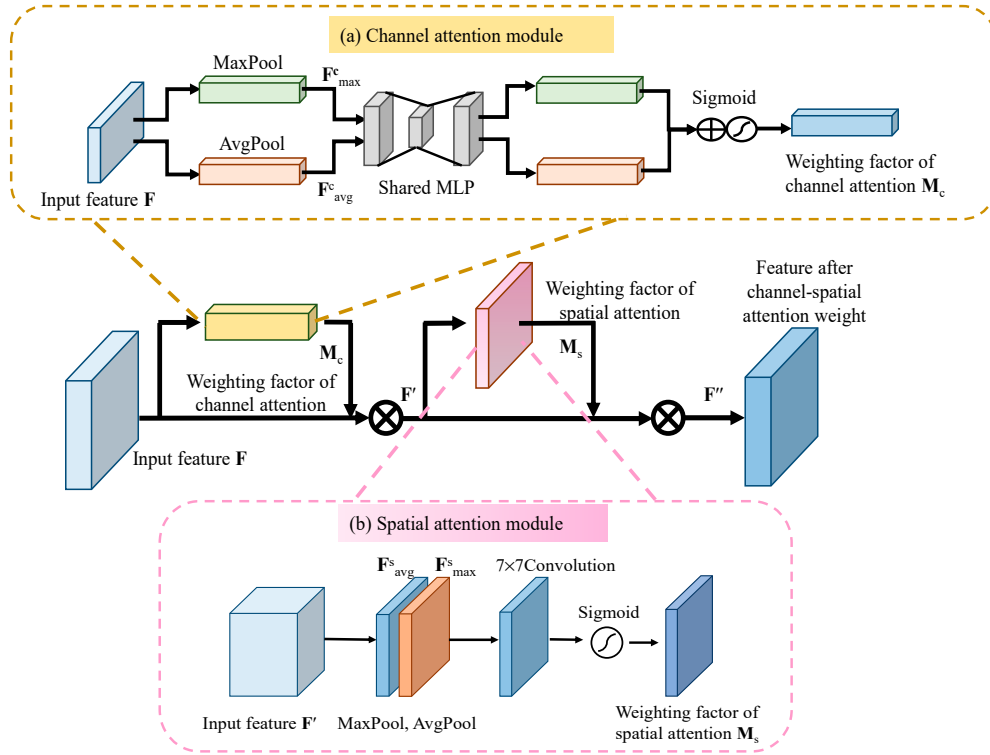 (a) Channel attention module
MaxPool
F^c_max
Sigmoid
AvgPool
F^c_avg
Shared MLP
Input feature F
Weighting factor of
channel attention M_c
Weighting factor of
spatial attention
Feature after
channel-spatial
attention weight
M_c
M_s
Weighting factor of
channel attention
F′
F′′
Input feature F
(b) Spatial attention module
F^s_avg
F^s_max
7×7Convolution
Sigmoid
Input feature F′
MaxPool, AvgPool
Weighting factor of
spatial attention M_s